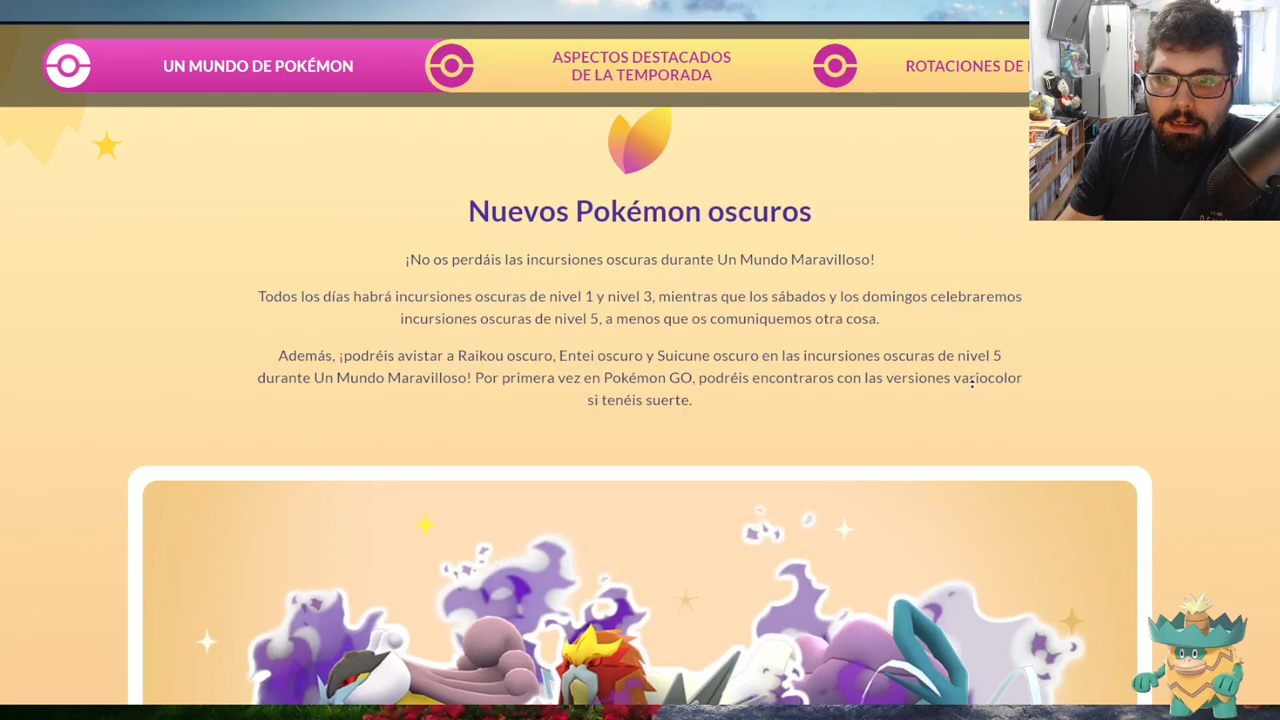 UN MUNDO DE POKÉMON
ASPECTOS DESTACADOS
DE LA TEMPORADA
ROTACIONES DE
Nuevos Pokémon oscuros
¡No os perdáis las incursiones oscuras durante Un Mundo Maravilloso!
Todos los días habrá incursiones oscuras de nivel 1 y nivel 3, mientras que los sábados y los domingos celebraremos
incursiones oscuras de nivel 5, a menos que os comuniquemos otra cosa.
Además, ¡podréis avistar a Raikou oscuro, Entei oscuro y Suicune oscuro en las incursiones oscuras de nivel 5
durante Un Mundo Maravilloso! Por primera vez en Pokémon GO, podréis encontraros con las versiones variocolor
si tenéis suerte.